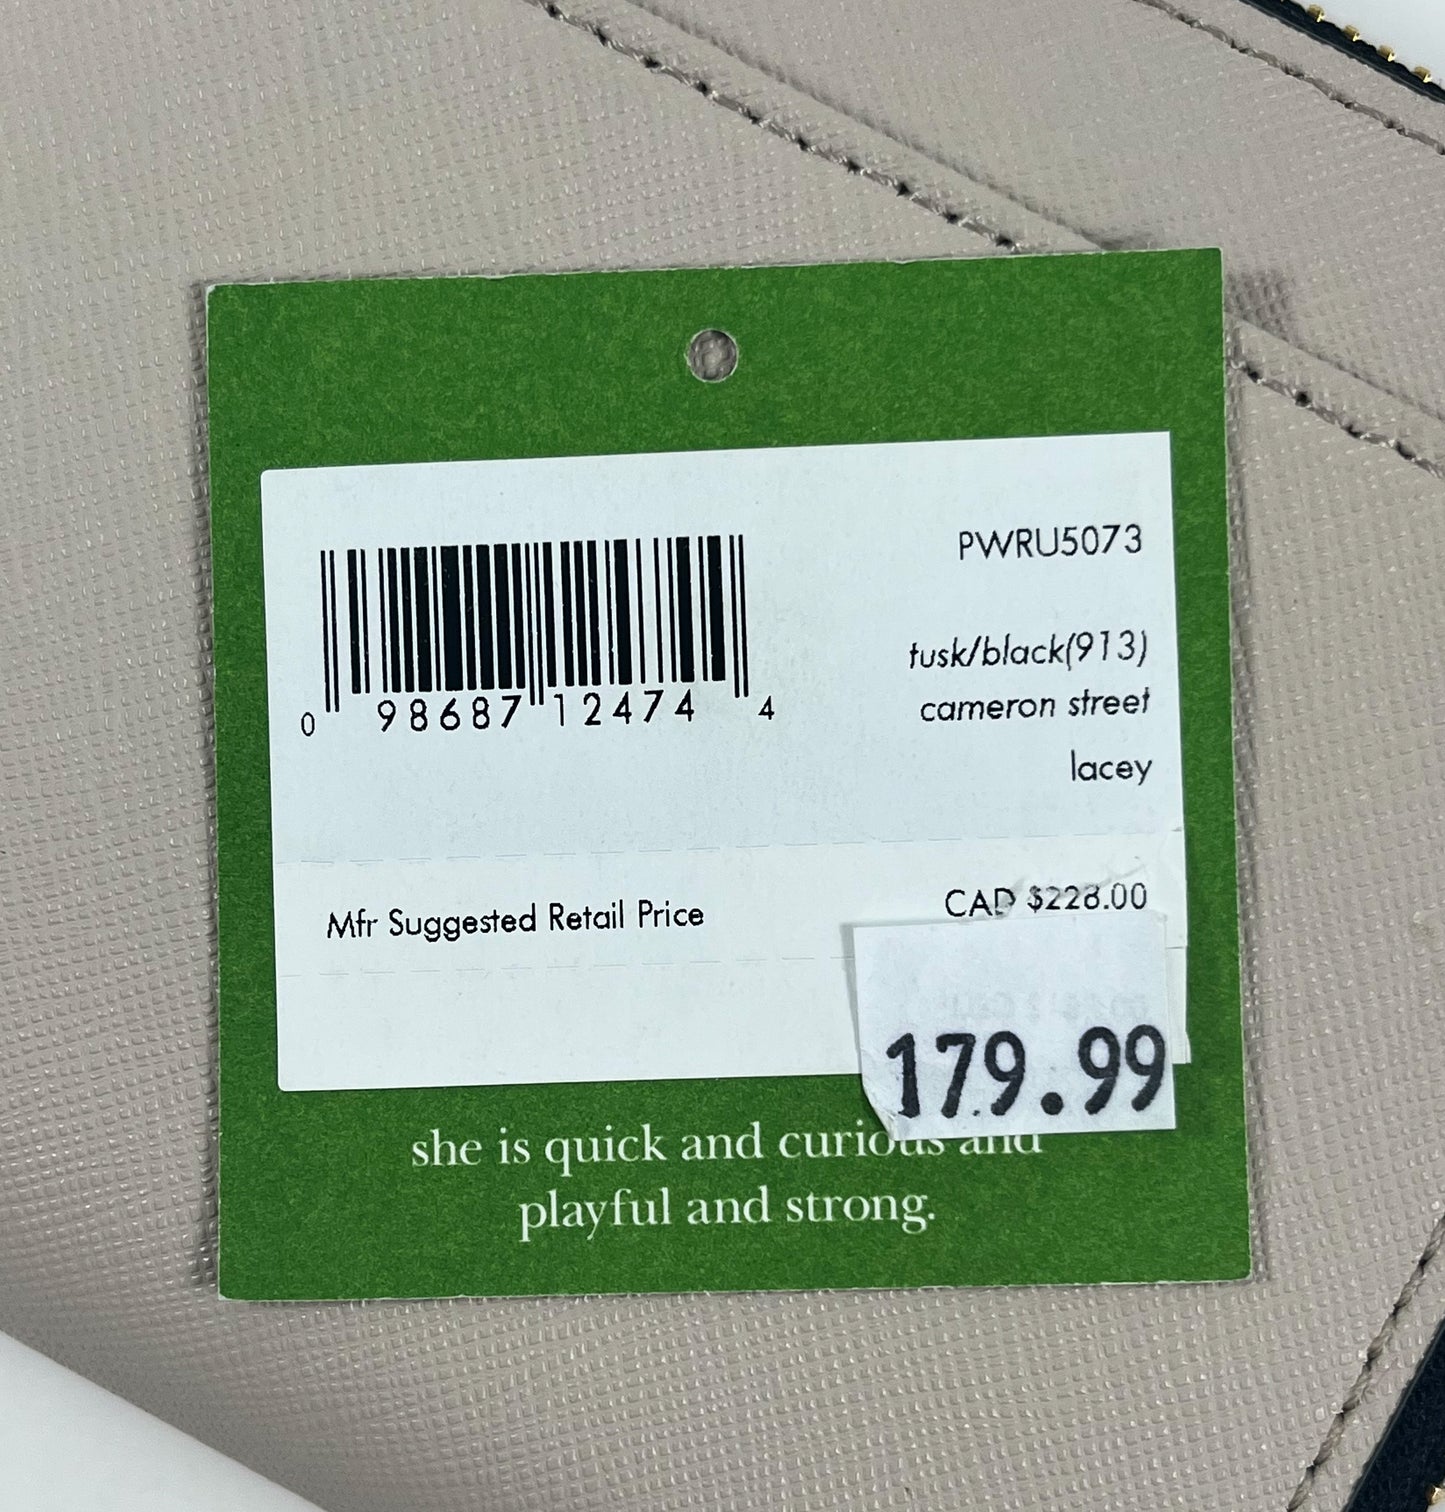 PWRU5073
0 98687 12474 4
tusk/black(913)
cameron street
lacey
Mfr Suggested Retail Price CAD $228.00
179.99
she is quick and curious and
playful and strong.